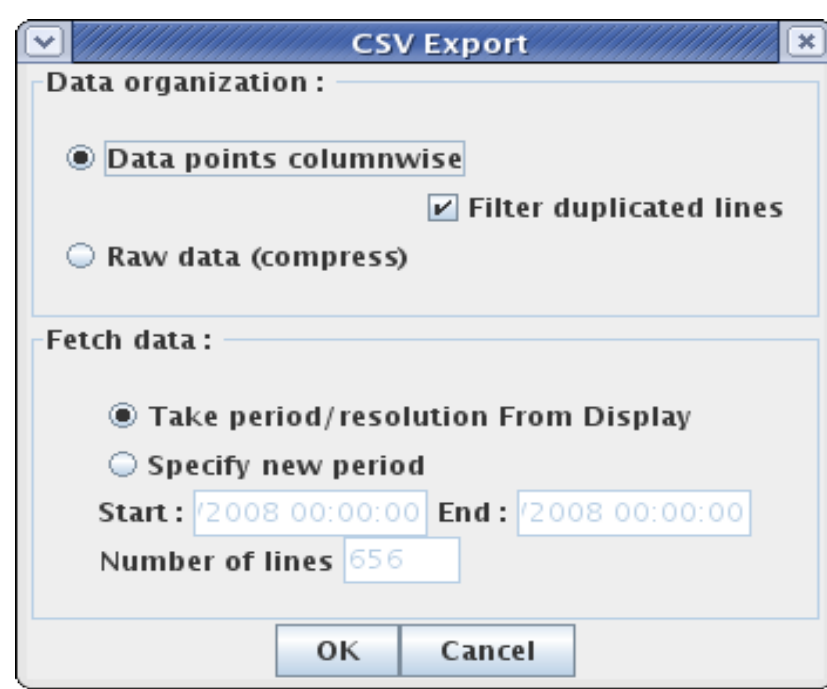 CSV Export
Data organization :
Data points columnwise
Filter duplicated lines
Raw data (compress)
Fetch data :
Take period/resolution From Display
Specify new period
Start : /2008 00:00:00 End : /2008 00:00:00
Number of lines 656
OK Cancel